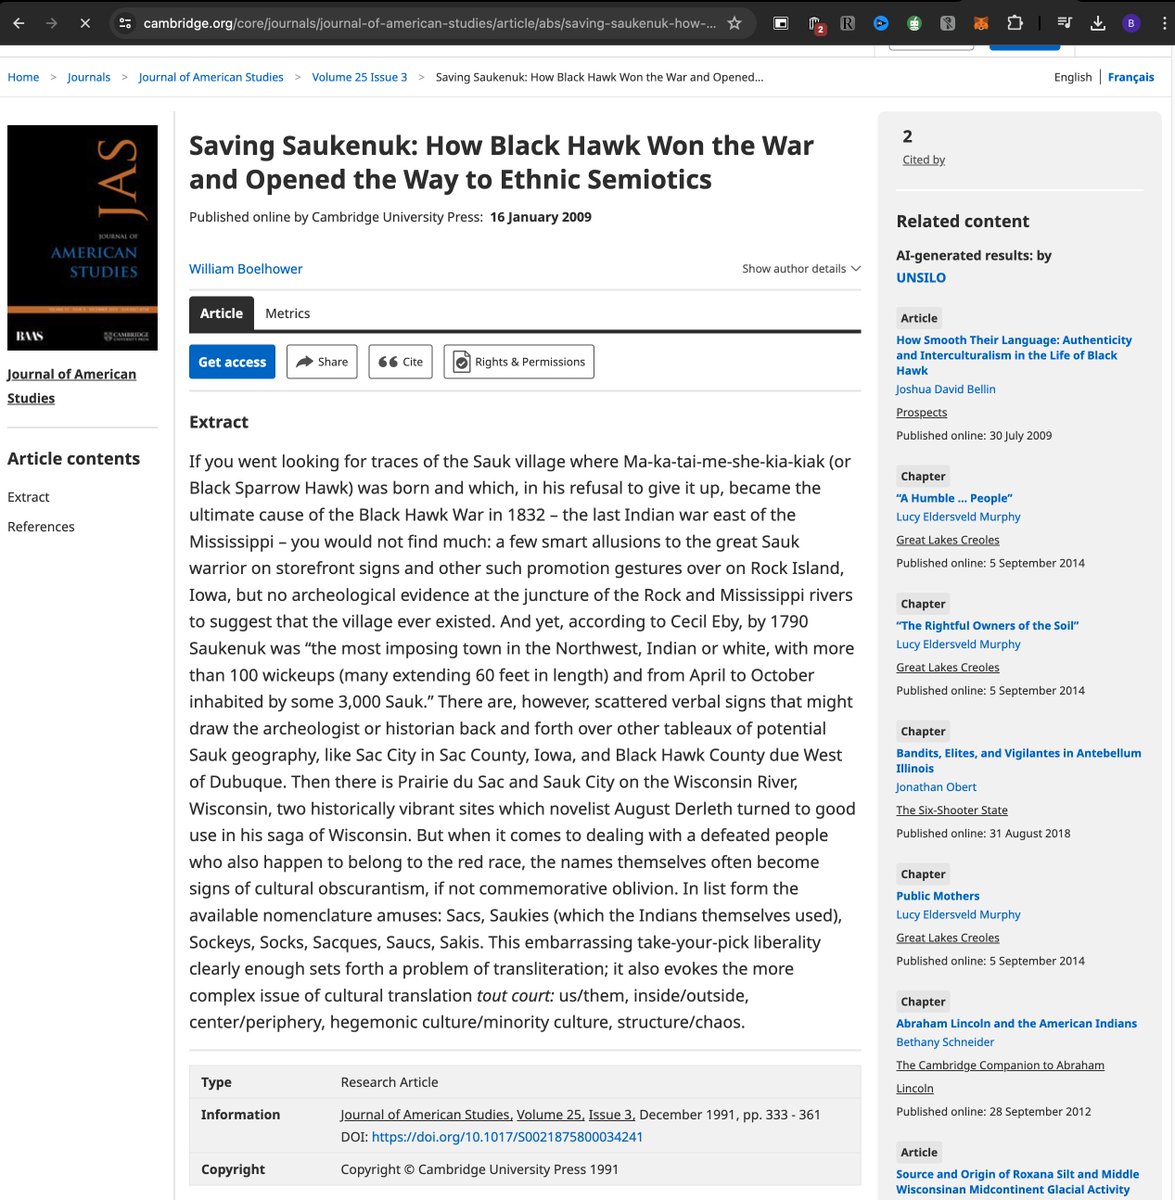 cambridge.org/core/journals/journal-of-american-studies/article/abs/saving-saukenuk-how-...
2
B
Home > Journals > Journal of American Studies > Volume 25 Issue 3 > Saving Saukenuk: How Black Hawk Won the War and Opened...
English | Français
JAS
JOURNAL OF
AMERICAN
STUDIES
BAAS
CAMBRIDGE
Journal of American
Studies
Article contents
Extract
References
Saving Saukenuk: How Black Hawk Won the War
and Opened the Way to Ethnic Semiotics
Published online by Cambridge University Press: 16 January 2009
William Boelhower
Show author details
Article
Metrics
Get access
Share
Cite
Rights & Permissions
Extract
If you went looking for traces of the Sauk village where Ma-ka-tai-me-she-kia-kiak (or
Black Sparrow Hawk) was born and which, in his refusal to give it up, became the
ultimate cause of the Black Hawk War in 1832 – the last Indian war east of the
Mississippi – you would not find much: a few smart allusions to the great Sauk
warrior on storefront signs and other such promotion gestures over on Rock Island,
Iowa, but no archeological evidence at the juncture of the Rock and Mississippi rivers
to suggest that the village ever existed. And yet, according to Cecil Eby, by 1790
Saukenuk was “the most imposing town in the Northwest, Indian or white, with more
than 100 wickeups (many extending 60 feet in length) and from April to October
inhabited by some 3,000 Sauk.” There are, however, scattered verbal signs that might
draw the archeologist or historian back and forth over other tableaux of potential
Sauk geography, like Sac City in Sac County, Iowa, and Black Hawk County due West
of Dubuque. Then there is Prairie du Sac and Sauk City on the Wisconsin River,
Wisconsin, two historically vibrant sites which novelist August Derleth turned to good
use in his saga of Wisconsin. But when it comes to dealing with a defeated people
who also happen to belong to the red race, the names themselves often become
signs of cultural obscurantism, if not commemorative oblivion. In list form the
available nomenclature amuses: Sacs, Saukies (which the Indians themselves used),
Sockeys, Socks, Sacques, Saucs, Sakis. This embarrassing take-your-pick liberality
clearly enough sets forth a problem of transliteration; it also evokes the more
complex issue of cultural translation tout court: us/them, inside/outside,
center/periphery, hegemonic culture/minority culture, structure/chaos.
Type Research Article
Information Journal of American Studies, Volume 25, Issue 3, December 1991, pp. 333 - 361
DOI: https://doi.org/10.1017/S0021875800034241
Copyright Copyright © Cambridge University Press 1991
2
Cited by
Related content
AI-generated results: by
UNSILO
Article
How Smooth Their Language: Authenticity
and Interculturalism in the Life of Black
Hawk
Joshua David Bellin
Prospects
Published online: 30 July 2009
Chapter
“A Humble ... People”
Lucy Eldersveld Murphy
Great Lakes Creoles
Published online: 5 September 2014
Chapter
“The Rightful Owners of the Soil”
Lucy Eldersveld Murphy
Great Lakes Creoles
Published online: 5 September 2014
Chapter
Bandits, Elites, and Vigilantes in Antebellum
Illinois
Jonathan Obert
The Six-Shooter State
Published online: 31 August 2018
Chapter
Public Mothers
Lucy Eldersveld Murphy
Great Lakes Creoles
Published online: 5 September 2014
Chapter
Abraham Lincoln and the American Indians
Bethany Schneider
The Cambridge Companion to Abraham
Lincoln
Published online: 28 September 2012
Article
Source and Origin of Roxana Silt and Middle
Wisconsinan Midcontinent Glacial Activity